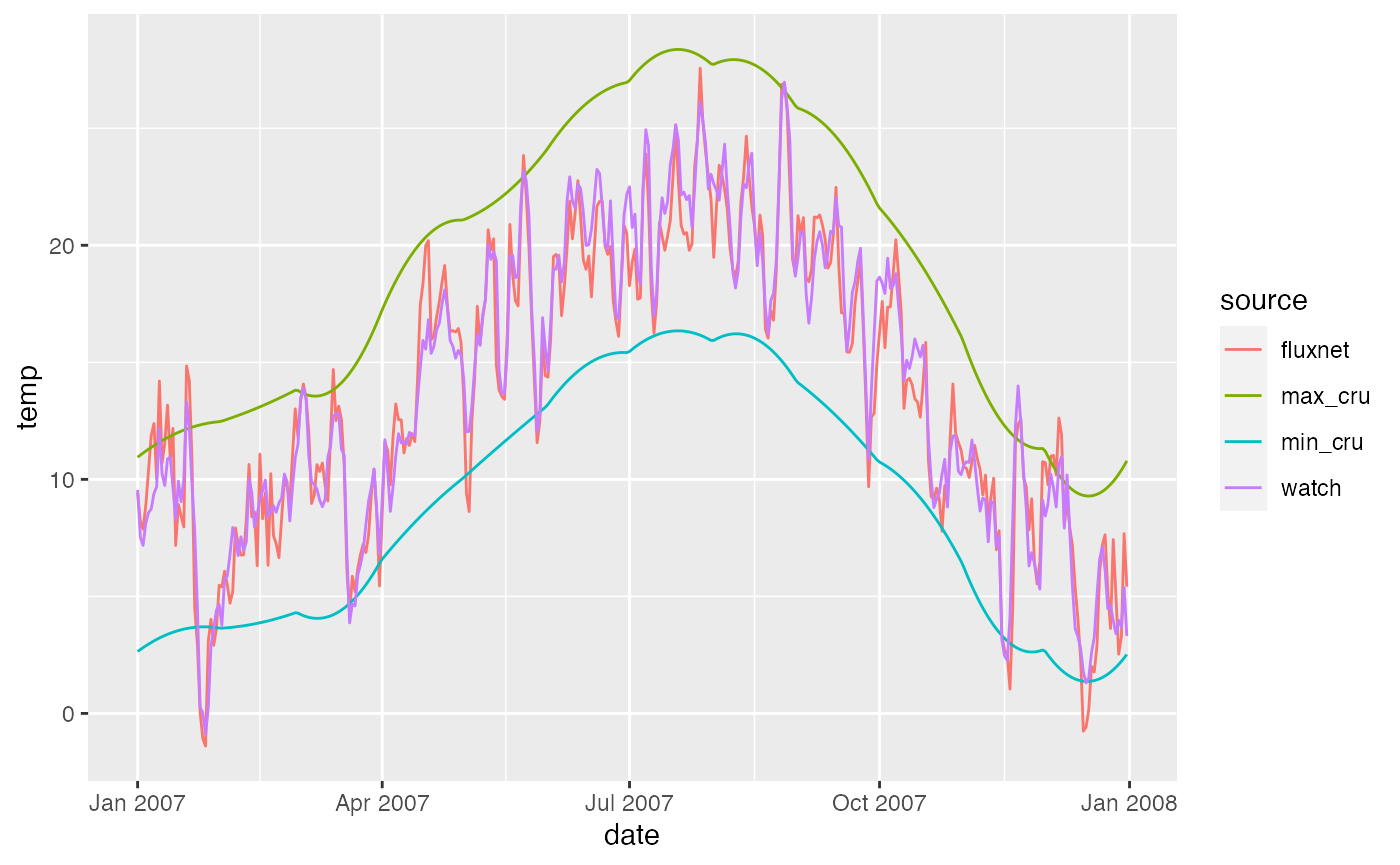 temp
20
10
0
Jan 2007
Apr 2007
Jul 2007
Oct 2007
Jan 2008
date
source
fluxnet
max_cru
min_cru
watch